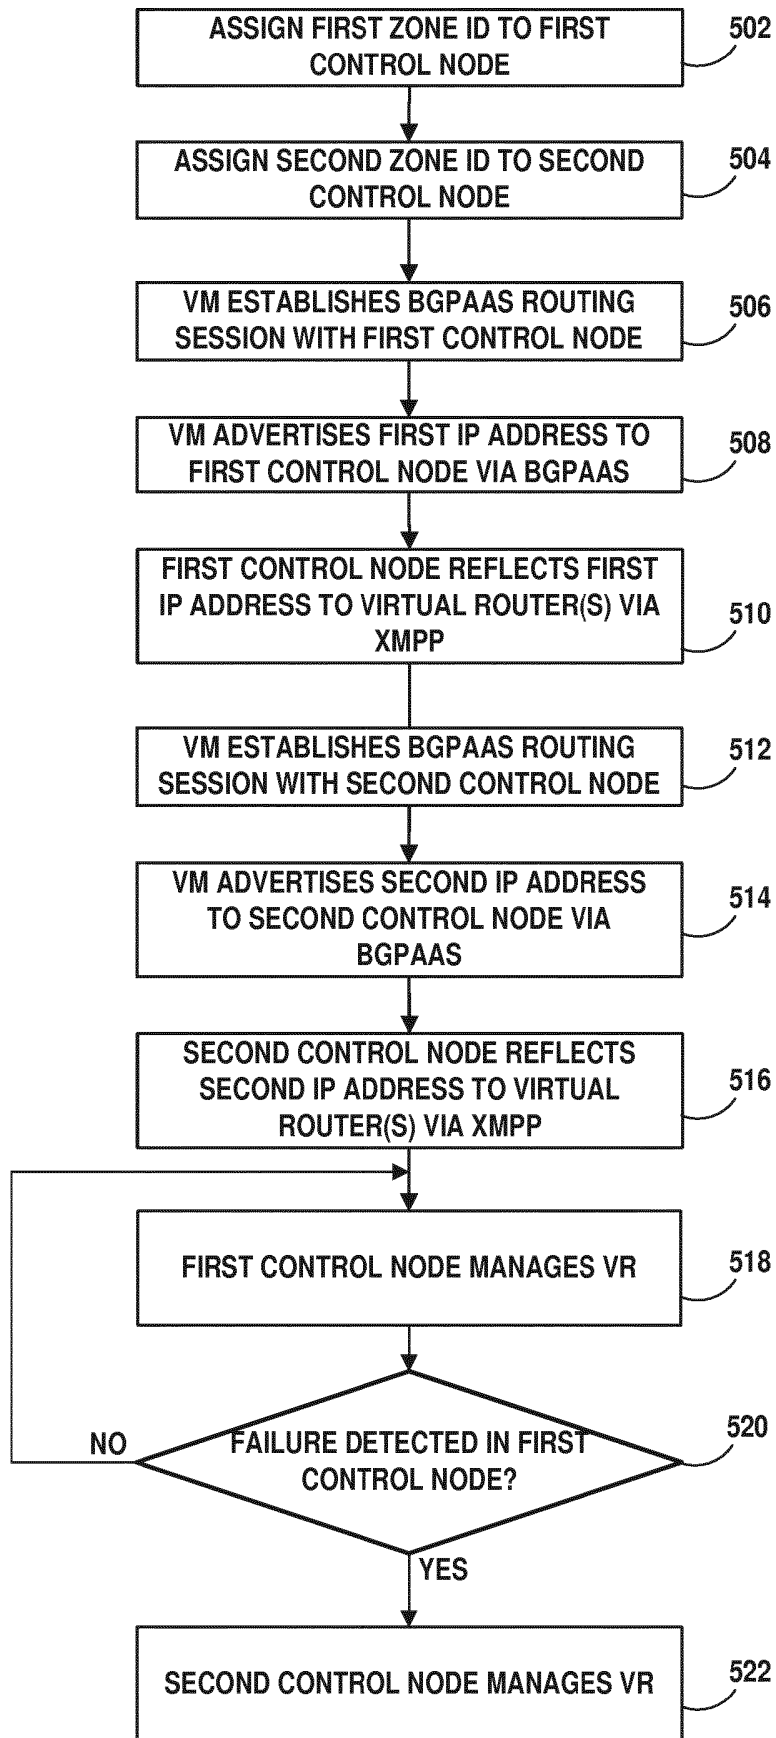 ASSIGN FIRST ZONE ID TO FIRST
CONTROL NODE
502
ASSIGN SECOND ZONE ID TO SECOND
CONTROL NODE
504
VM ESTABLISHES BGPAAS ROUTING
SESSION WITH FIRST CONTROL NODE
506
VM ADVERTISES FIRST IP ADDRESS TO
FIRST CONTROL NODE VIA BGPAAS
508
FIRST CONTROL NODE REFLECTS FIRST
IP ADDRESS TO VIRTUAL ROUTER(S) VIA
XMPP
510
VM ESTABLISHES BGPAAS ROUTING
SESSION WITH SECOND CONTROL NODE
512
VM ADVERTISES SECOND IP ADDRESS
TO SECOND CONTROL NODE VIA
BGPAAS
514
SECOND CONTROL NODE REFLECTS
SECOND IP ADDRESS TO VIRTUAL
ROUTER(S) VIA XMPP
516
FIRST CONTROL NODE MANAGES VR
518
FAILURE DETECTED IN FIRST
CONTROL NODE?
520
NO
YES
SECOND CONTROL NODE MANAGES VR
522